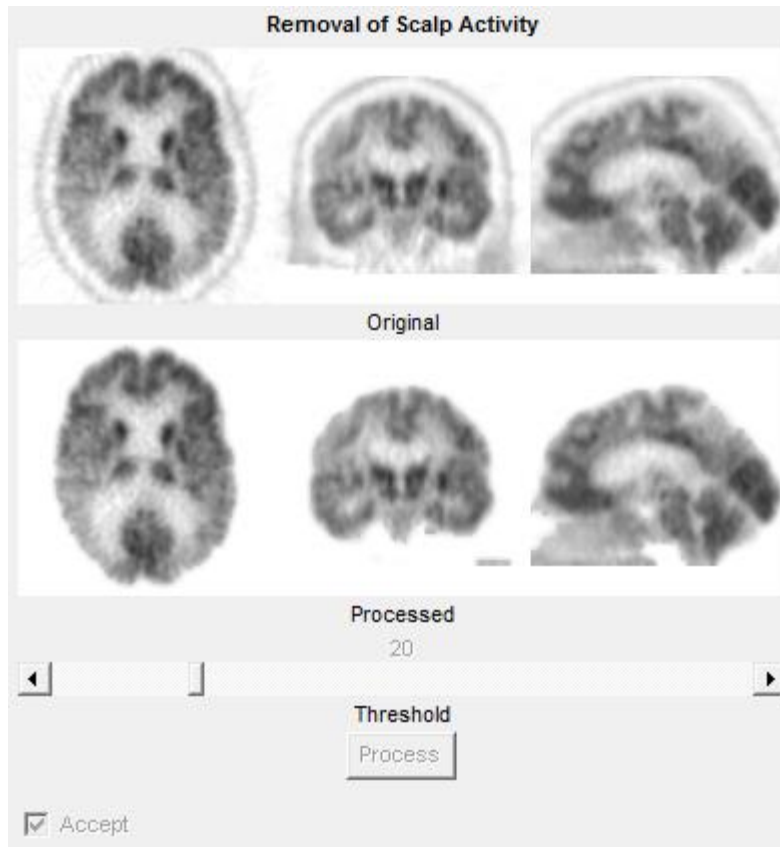 Removal of Scalp Activity
Original
Processed
20
Threshold
Process
Accept